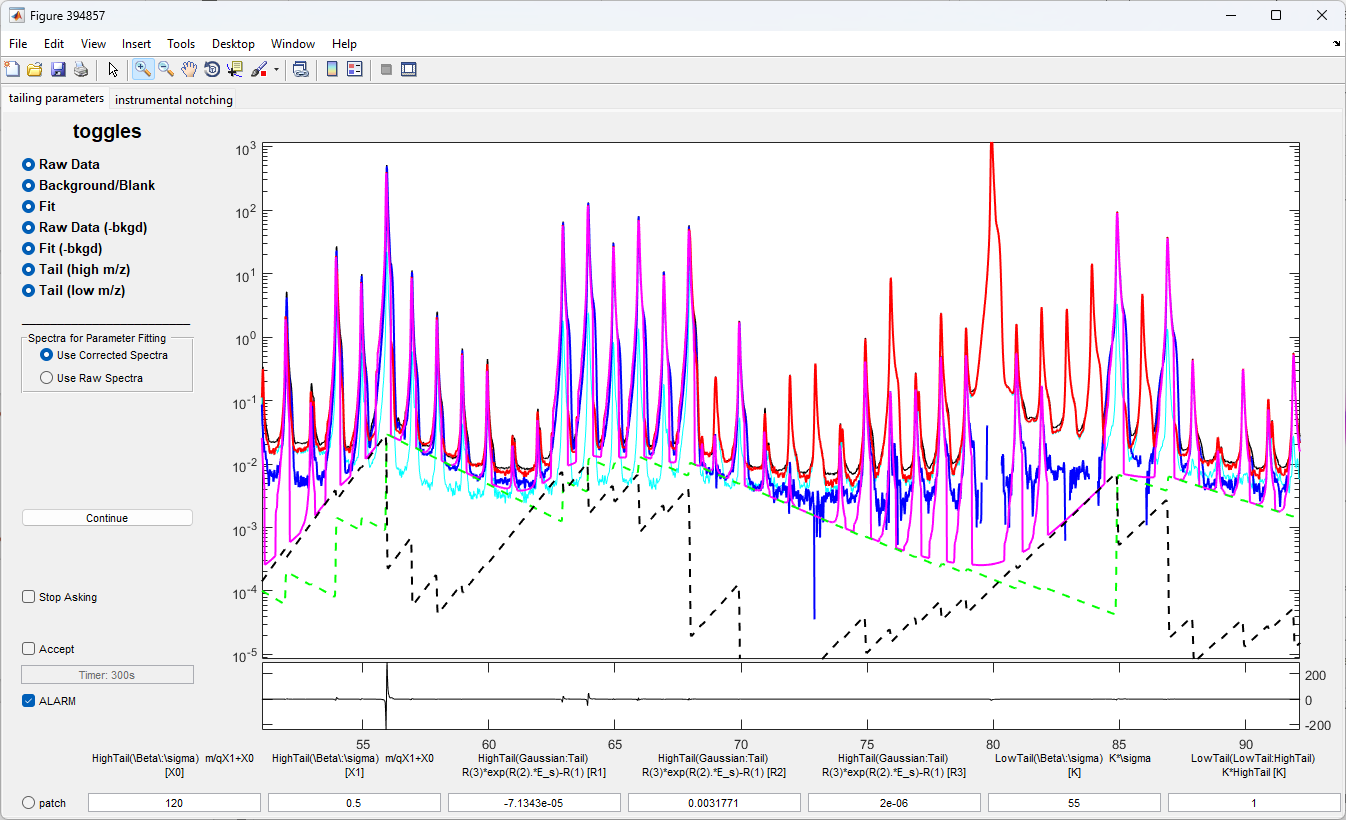 Figure 394857
File Edit View Insert Tools Desktop Window Help
tailing parameters instrumental notching
toggles
Raw Data
Background/Blank
Fit
Raw Data (-bkgd)
Fit (-bkgd)
Tail (high m/z)
Tail (low m/z)
Spectra for Parameter Fitting
Use Corrected Spectra
Use Raw Spectra
Continue
Stop Asking
Accept
Timer: 300s
ALARM
10^3
10^2
10^1
10^0
10^-1
10^-2
10^-3
10^-4
10^-5
200
0
-200
55 60 65 70 75 80 85 90
HighTail(\Beta\:\sigma) m/qX1+X0
[X0]
HighTail(\Beta\:\sigma) m/qX1+X0
[X1]
HighTail(Gaussian:Tail)
R(3)*exp(R(2).*E_s)-R(1) [R1]
HighTail(Gaussian:Tail)
R(3)*exp(R(2).*E_s)-R(1) [R2]
HighTail(Gaussian:Tail)
R(3)*exp(R(2).*E_s)-R(1) [R3]
LowTail(\Beta\:\sigma) K*\sigma
[K]
LowTail(LowTail:HighTail)
K*HighTail [K]
patch 120 0.5 -7.1343e-05 0.0031771 2e-06 55 1